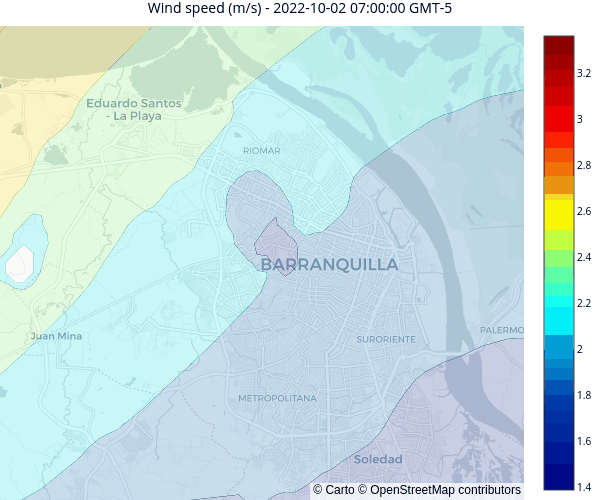 Wind speed (m/s) - 2022-10-02 07:00:00 GMT-5
Eduardo Santos
- La Playa
RIOMAR
BARRANQUILLA
Juan Mina
SURORIENTE
PALERMO
METROPOLITANA
Soledad
3.2
3
2.8
2.6
2.4
2.2
2
1.8
1.6
1.4
© Carto © OpenStreetMap contributors